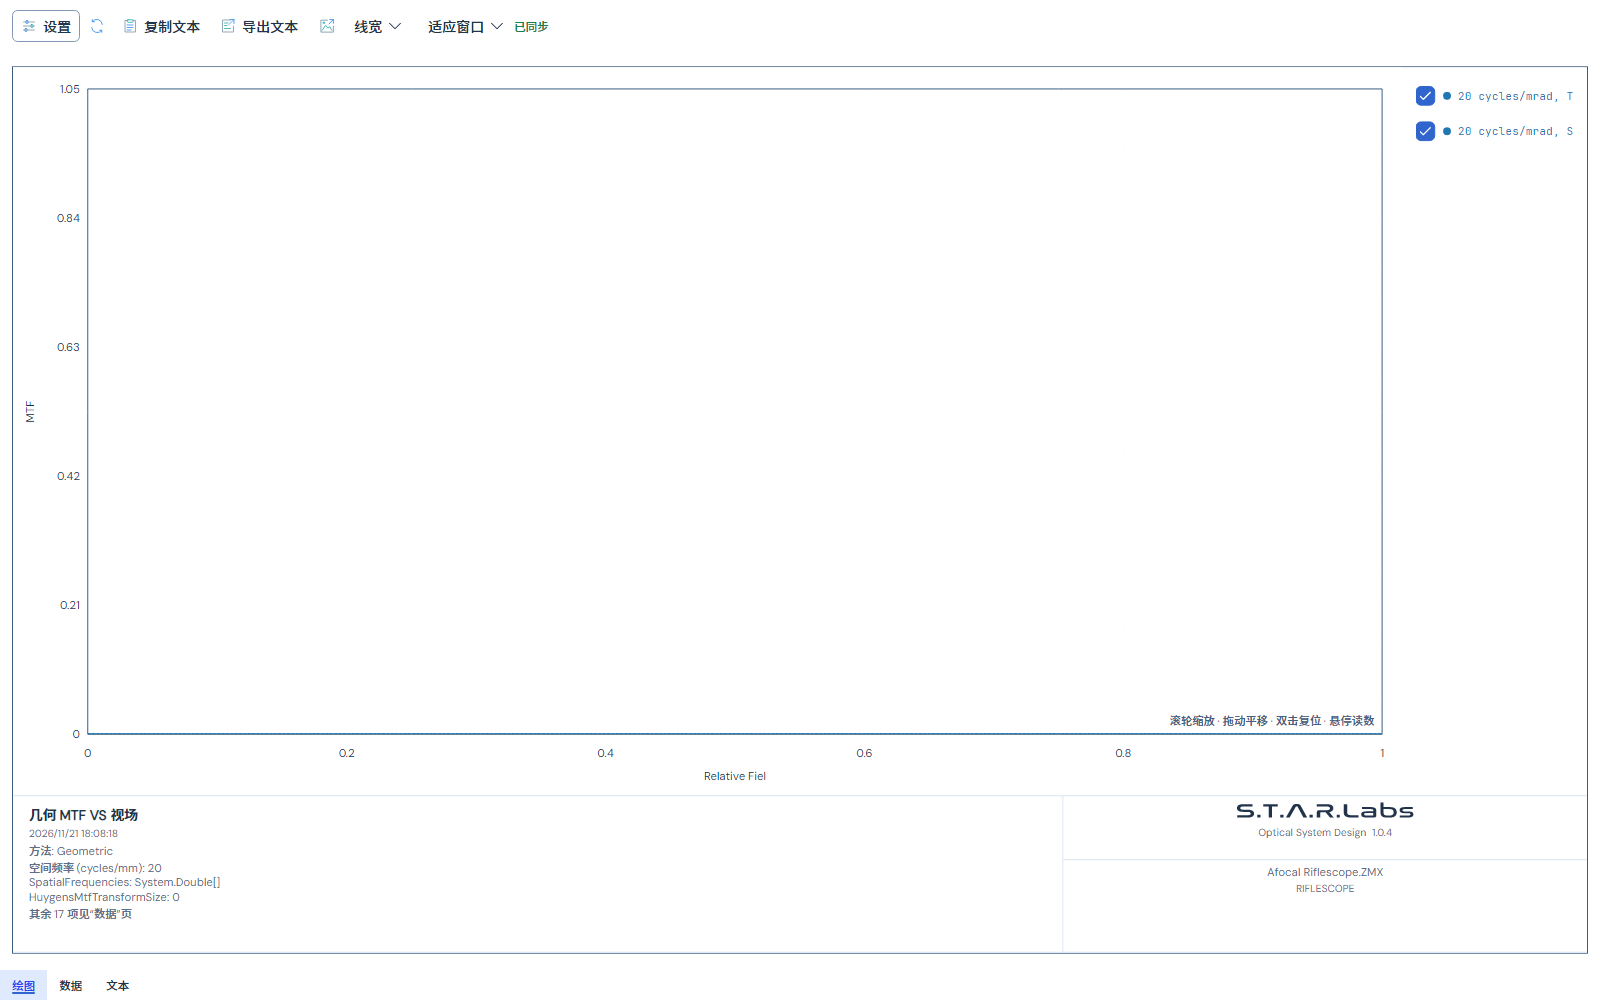 设置 复制文本 导出文本 线宽 适应窗口 已同步
1.05
0.84
0.63
0.42
0.21
0
MTF
0 0.2 0.4 0.6 0.8 1
Relative Fiel
滚轮缩放 · 拖动平移 · 双击复位 · 悬停读数
20 cycles/mrad, T
20 cycles/mrad, S
几何 MTF VS 视场
2026/11/21 18:08:18
方法: Geometric
空间频率 (cycles/mm): 20
SpatialFrequencies: System.Double[]
HuygensMtfTransformSize: 0
其余 17 项见“数据”页
S.T.A.R.Labs
Optical System Design 1.0.4
Afocal Riflescope.ZMX
RIFLESCOPE
绘图 数据 文本